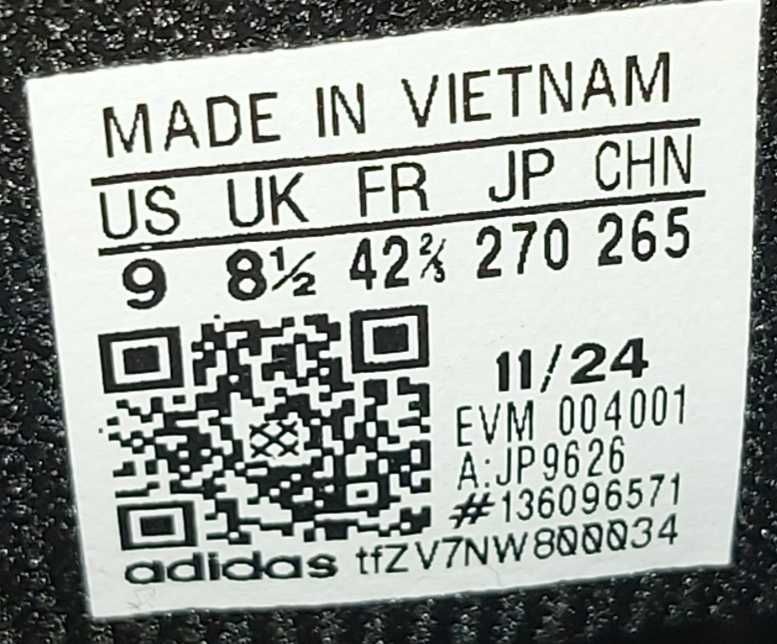 MADE IN VIETNAM
US UK FR JP CHN
9 8½ 42⅔ 270 265
11/24
EVM 004001
A:JP9626
#136096571
adidas tfZV7NW8000034